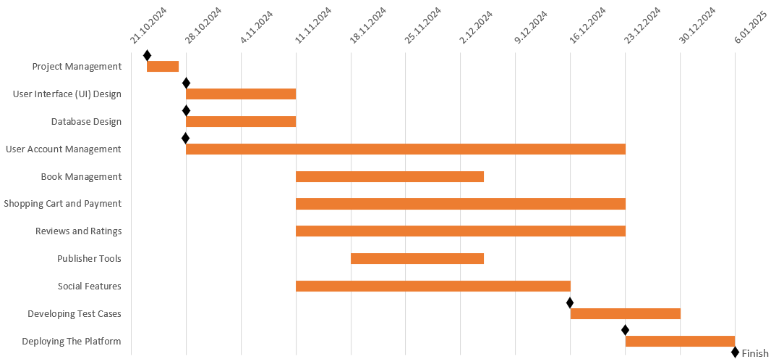 21.10.2024
28.10.2024
4.11.2024
11.11.2024
18.11.2024
25.11.2024
2.12.2024
9.12.2024
16.12.2024
23.12.2024
30.12.2024
6.01.2025
Project Management
User Interface (UI) Design
Database Design
User Account Management
Book Management
Shopping Cart and Payment
Reviews and Ratings
Publisher Tools
Social Features
Developing Test Cases
Deploying The Platform
Finish